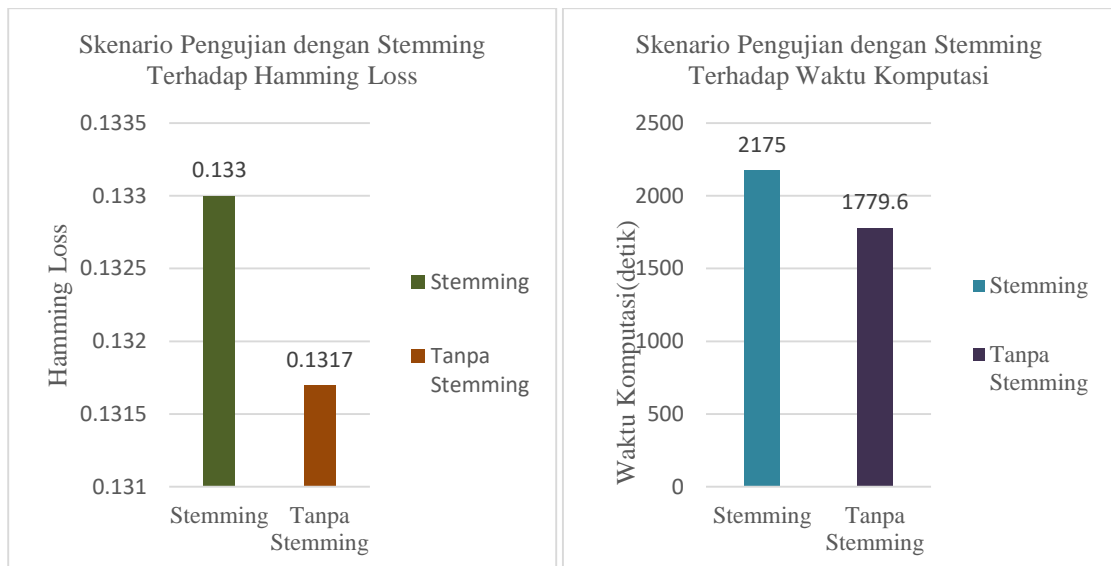 Skenario Pengujian dengan Stemming
Terhadap Hamming Loss
0.1335
0.133
0.1325
0.132
0.1315
0.131
Hamming Loss
0.133
0.1317
Stemming
Tanpa
Stemming
Stemming
Tanpa
Stemming
Skenario Pengujian dengan Stemming
Terhadap Waktu Komputasi
2500
2000
1500
1000
500
0
Waktu Komputasi(detik)
2175
1779.6
Stemming
Tanpa
Stemming
Stemming
Tanpa
Stemming